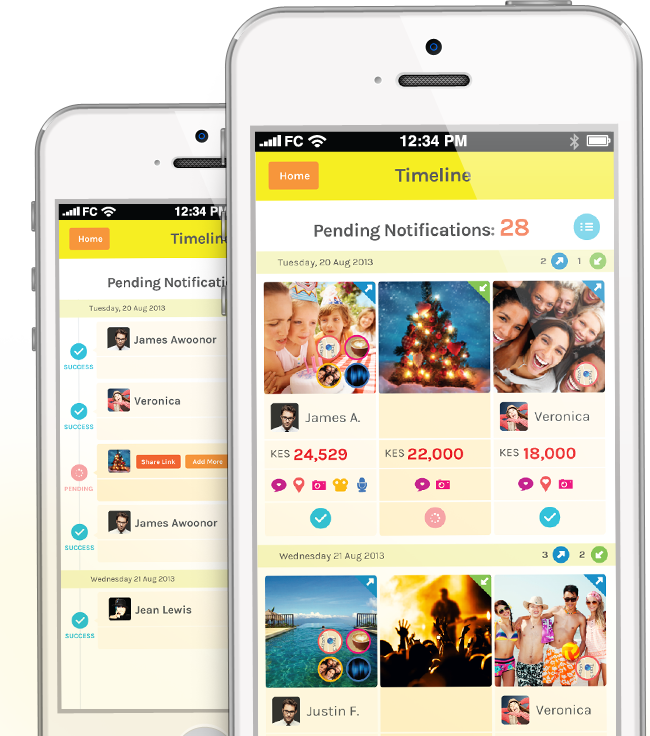 FC 12:34 PM
Home Timeline
Pending Notifications: 28
Tuesday, 20 Aug 2013 2 1
James A. Veronica
KES 24,529 KES 22,000 KES 18,000
Wednesday 21 Aug 2013 3 2
Justin F. Veronica
FC 12:34 PM
Home Timelin
Pending Notificati
Tuesday, 20 Aug 2013
James Awoonor
SUCCESS
Veronica
SUCCESS
Share Link Add More
PENDING
James Awoonor
SUCCESS
Wednesday 21 Aug 2013
Jean Lewis
SUCCESS